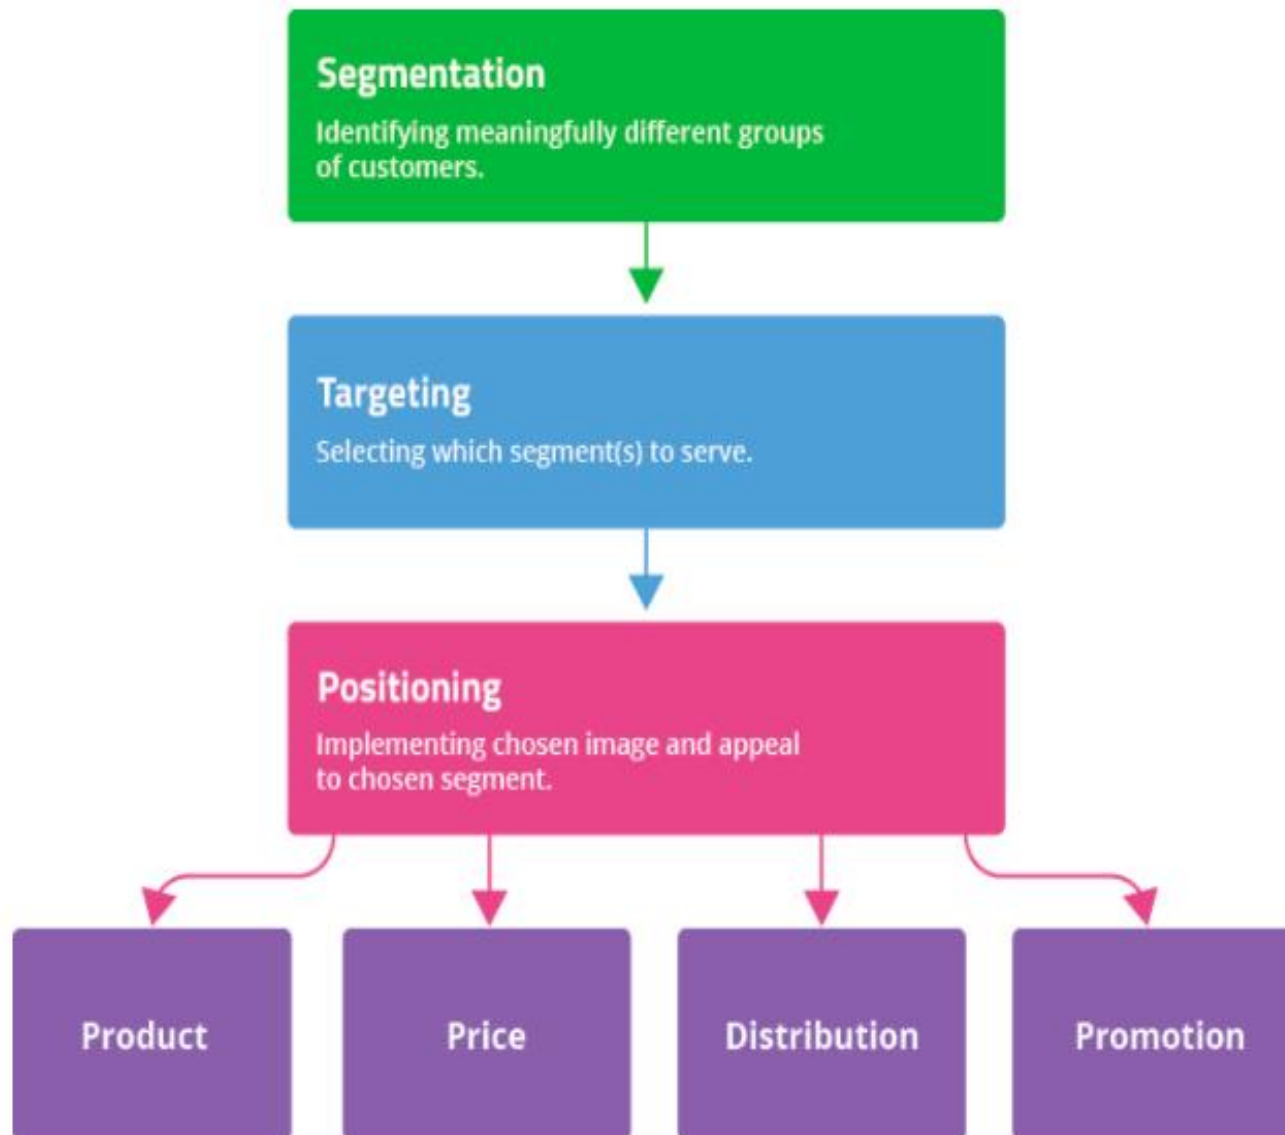 Segmentation
Identifying meaningfully different groups
of customers.
Targeting
Selecting which segment(s) to serve.
Positioning
Implementing chosen image and appeal
to chosen segment.
Product
Price
Distribution
Promotion